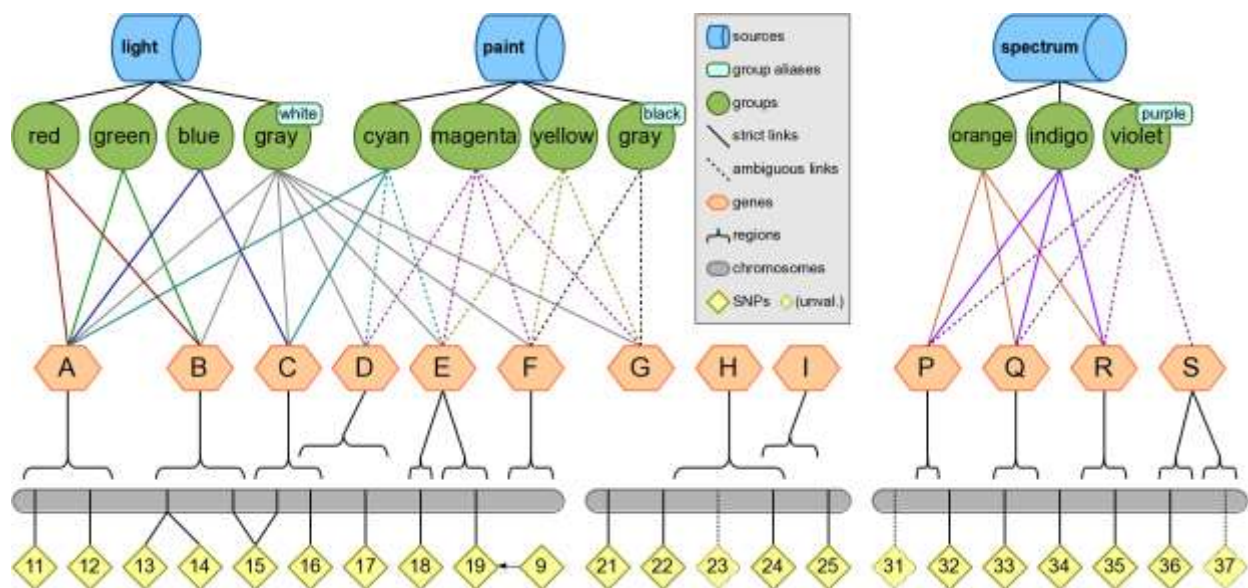 light
paint
spectrum
sources
group aliases
groups
strict links
ambiguous links
genes
regions
chromosomes
SNPs (unval.)
white
black
purple
red green blue gray cyan magenta yellow gray orange indigo violet
A B C D E F G H I P Q R S
11 12 13 14 15 16 17 18 19 9 21 22 23 24 25 31 32 33 34 35 36 37